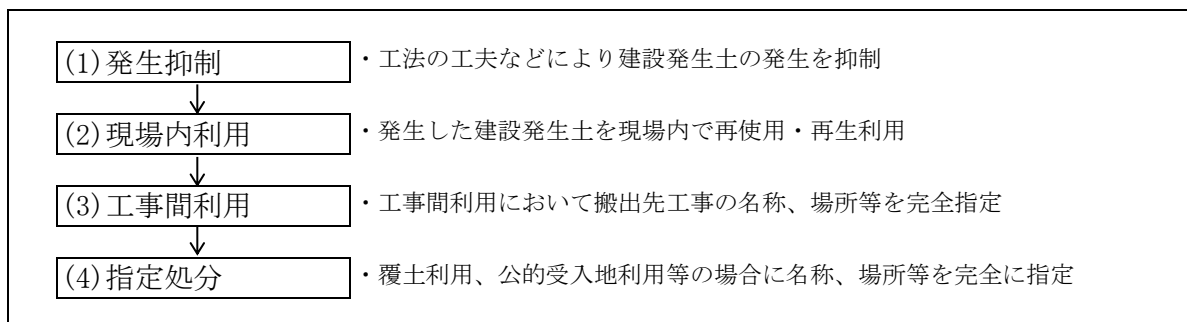 (1)発生抑制 ・工法の工夫などにより建設発生土の発生を抑制
(2)現場内利用 ・発生した建設発生土を現場内で再使用・再生利用
(3)工事間利用 ・工事間利用において搬出先工事の名称、場所等を完全指定
(4)指定処分 ・覆土利用、公的受入地利用等の場合に名称、場所等を完全に指定